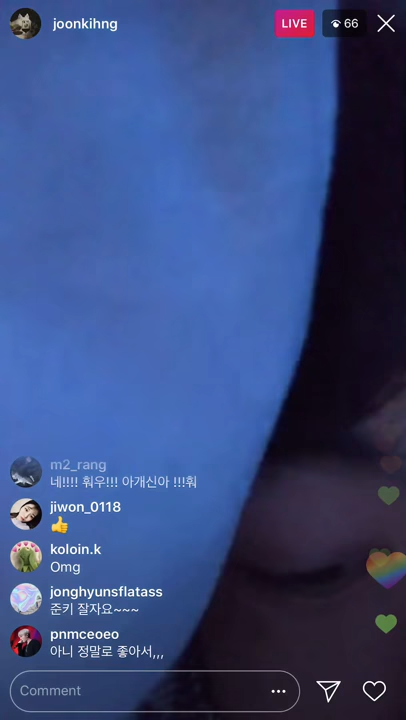 joonkihng
LIVE
66
m2_rang
네!!!! 훠우!!! 아개신아 !!!훠
jiwon_0118
koloin.k
Omg
jonghyunsflatass
준키 잘자요~~~
pnmceoeo
아니 정말로 좋아서,,,
Comment